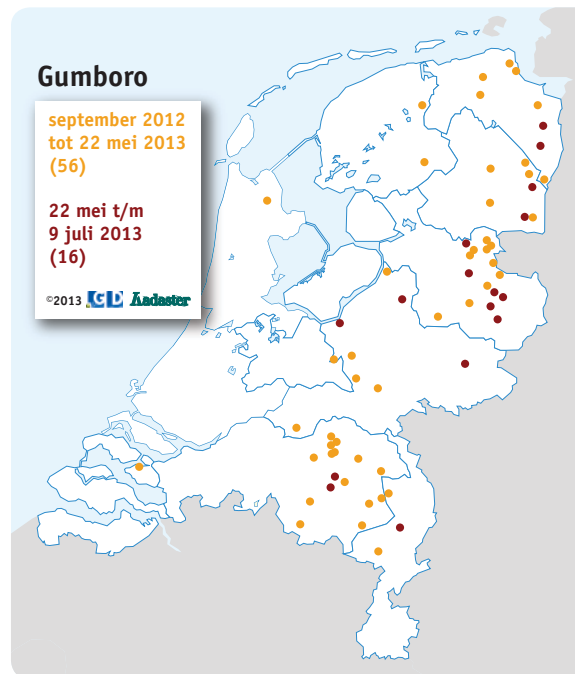 Gumboro
september 2012
tot 22 mei 2013
(56)
22 mei t/m
9 juli 2013
(16)
©2013 GD kadaster